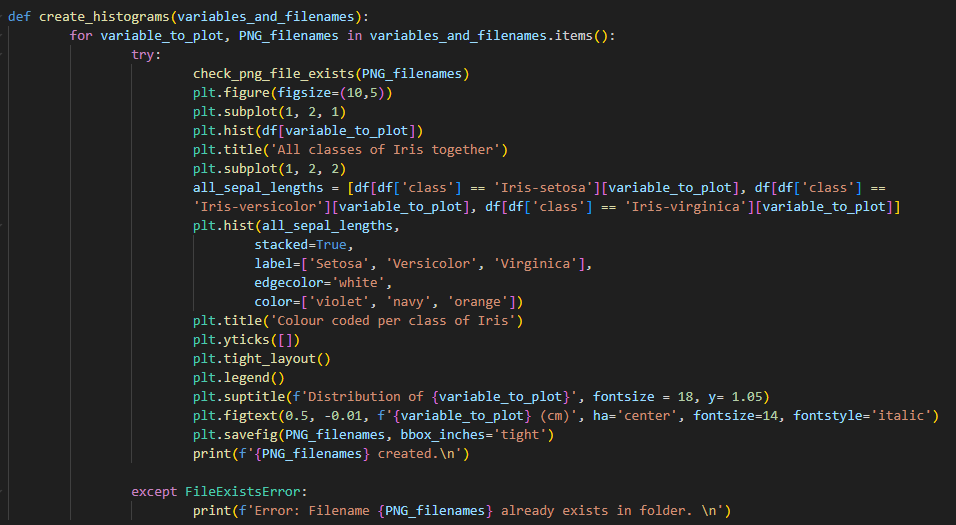 def create_histograms(variables_and_filenames):
        for variable_to_plot, PNG_filenames in variables_and_filenames.items():
                try:
                        check_png_file_exists(PNG_filenames)
                        plt.figure(figsize=(10,5))
                        plt.subplot(1, 2, 1)
                        plt.hist(df[variable_to_plot])
                        plt.title('All classes of Iris together')
                        plt.subplot(1, 2, 2)
                        all_sepal_lengths = [df[df['class'] == 'Iris-setosa'][variable_to_plot], df[df['class'] ==
                        'Iris-versicolor'][variable_to_plot], df[df['class'] == 'Iris-virginica'][variable_to_plot]]
                        plt.hist(all_sepal_lengths,
                                stacked=True,
                                label=['Setosa', 'Versicolor', 'Virginica'],
                                edgecolor='white',
                                color=['violet', 'navy', 'orange'])
                        plt.title('Colour coded per class of Iris')
                        plt.yticks([])
                        plt.tight_layout()
                        plt.legend()
                        plt.suptitle(f'Distribution of {variable_to_plot}', fontsize = 18, y= 1.05)
                        plt.figtext(0.5, -0.01, f'{variable_to_plot} (cm)', ha='center', fontsize=14, fontstyle='italic')
                        plt.savefig(PNG_filenames, bbox_inches='tight')
                        print(f'{PNG_filenames} created.\n')

                except FileExistsError:
                        print(f'Error: Filename {PNG_filenames} already exists in folder. \n')